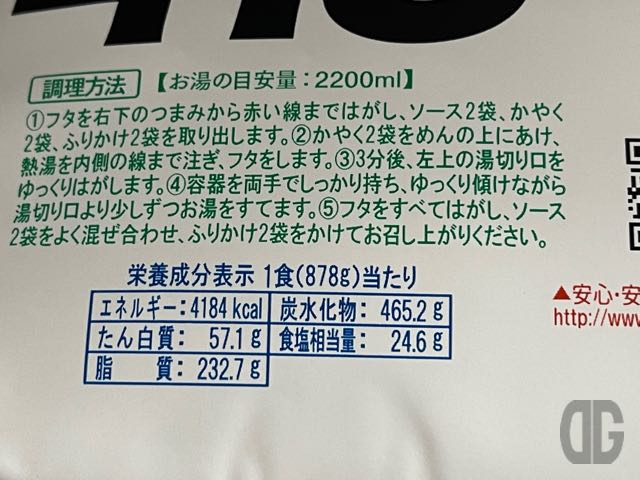 調理方法 【お湯の目安量：2200ml】
①フタを右下のつまみから赤い線まではがし、ソース2袋、かやく
2袋、ふりかけ2袋を取り出します。②かやく2袋をめんの上にあけ、
熱湯を内側の線まで注ぎ、フタをします。③3分後、左上の湯切り口を
ゆっくりはがします。④容器を両手でしっかり持ち、ゆっくり傾けながら
湯切り口より少しずつお湯をすてます。⑤フタをすべてはがし、ソース
2袋をよく混ぜ合わせ、ふりかけ2袋をかけてお召し上がりください。
栄養成分表示 1食(878g)当たり
エネルギー：4184kcal 炭水化物： 465.2g
たん白質： 57.1g 食塩相当量： 24.6g
脂 質： 232.7g
▲安心・安
http://www
DG